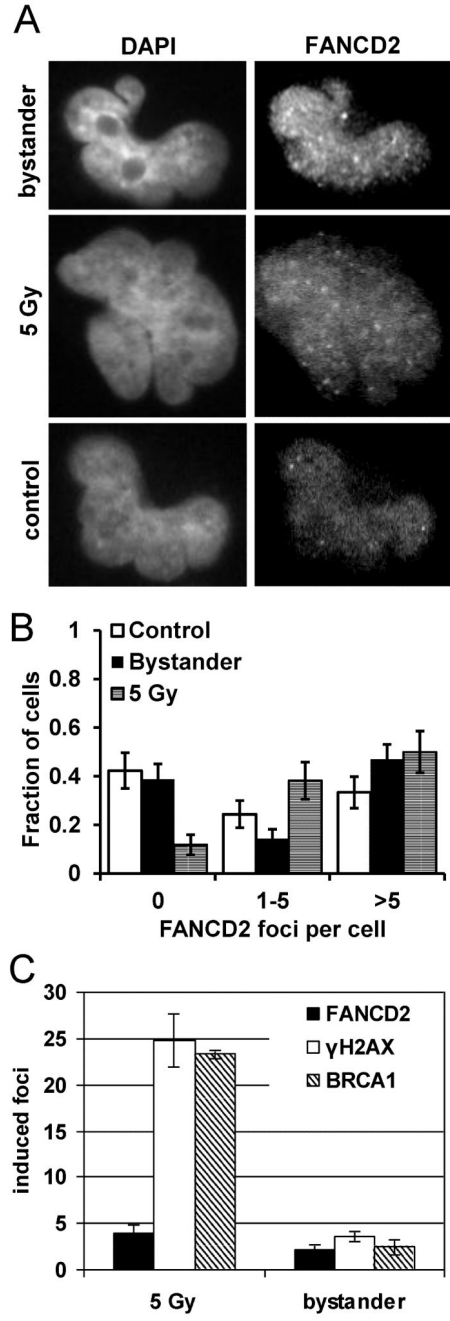 A
DAPI FANCD2
bystander
5 Gy
control
B
1
0.8
0.6
0.4
0.2
0
Fraction of cells
Control
Bystander
5 Gy
0 1-5 >5
FANCD2 foci per cell
C
30
25
20
15
10
5
0
induced foci
FANCD2
γH2AX
BRCA1
5 Gy bystander